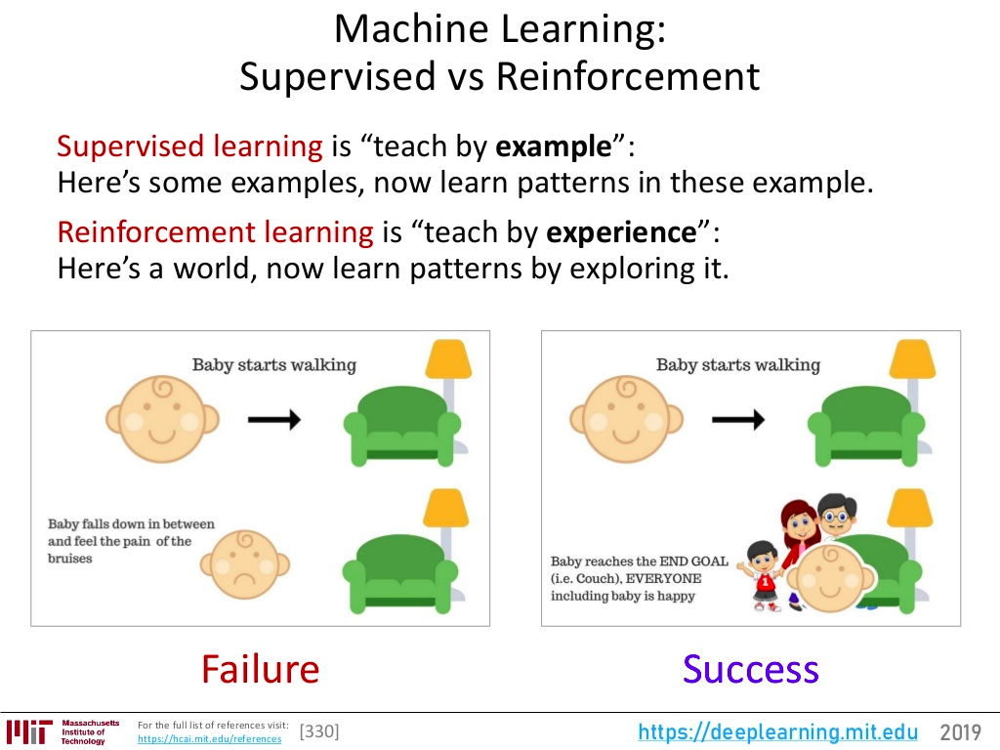 Machine Learning:
Supervised vs Reinforcement
Supervised learning is “teach by example”:
Here’s some examples, now learn patterns in these example.
Reinforcement learning is “teach by experience”:
Here’s a world, now learn patterns by exploring it.
Baby starts walking
Baby falls down in between
and feel the pain of the
bruises
Baby starts walking
Baby reaches the END GOAL
(i.e. Couch), EVERYONE
including baby is happy
1
Failure
Success
MIT
Massachusetts
Institute of
Technology
For the full list of references visit:
https://hcai.mit.edu/references
[330]
https://deeplearning.mit.edu
2019